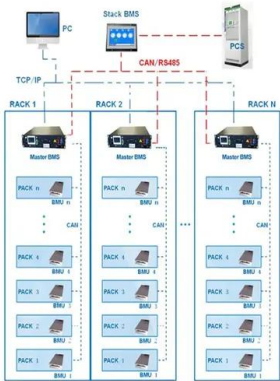 Stack BMS
PC
PCS
CAN/RS485
TCP/IP
RACK 1
RACK 2
RACK N
Master BMS
Master BMS
Master BMS
PACK n
BMU n
PACK n
BMU n
PACK n
BMU n
CAN
CAN
CAN
PACK 4
BMU 4
PACK 4
BMU 4
PACK 4
BMU 4
PACK 3
BMU 3
PACK 3
BMU 3
PACK 3
BMU 3
PACK 2
BMU
PACK 2
BMU
PACK 2
BMU
PACK 1
BMU 1
PACK 1
BMU 1
PACK 1
BMU 1